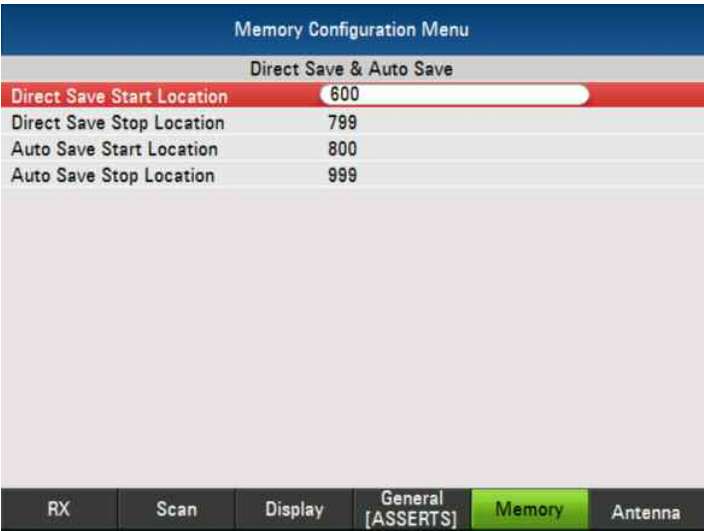 Memory Configuration Menu
Direct Save & Auto Save
Direct Save Start Location 600
Direct Save Stop Location 799
Auto Save Start Location 800
Auto Save Stop Location 999
RX Scan Display General [ASSERTS] Memory Antenna